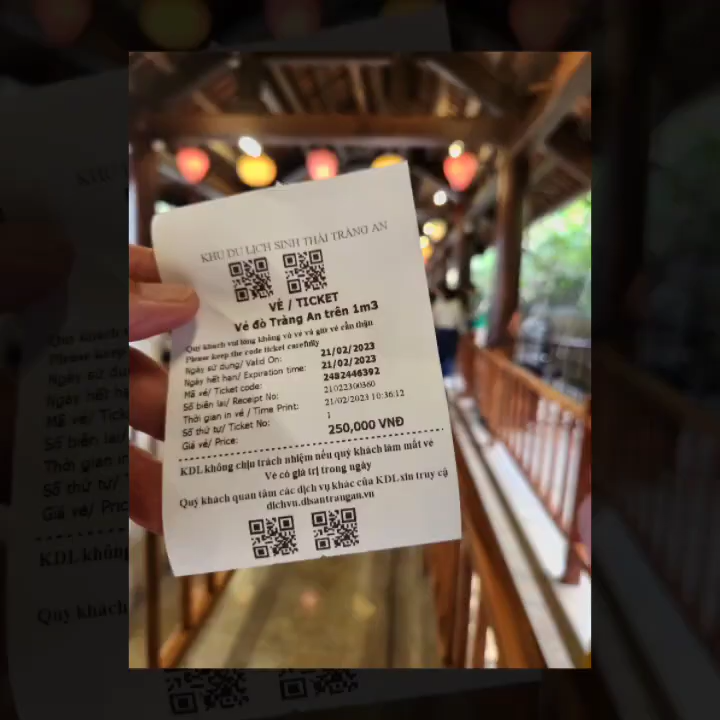 KHU DU LỊCH SINH THÁI TRÀNG AN
VÉ / TICKET
Vé đò Tràng An trên 1m3
Quý khách vui lòng không vò vé và giữ vé cẩn thận
Please keep the code ticket carefully
Ngày sử dụng/ Valid On: 21/02/2023
Ngày hết hạn/ Expiration time: 21/02/2023
Mã vé/ Ticket code: 2482446392
Số biên lai/ Receipt No: 21022300360
Thời gian in vé / Time Print: 21/02/2023 10:36:12
Số thứ tự/ Ticket No: 1
Giá vé/ Price: 250,000 VNĐ
KDL không chịu trách nhiệm nếu quý khách làm mất vé
Vé có giá trị trong ngày
Quý khách quan tâm các dịch vụ khác của KDL xin truy cậ
dichvu.disantrangan.vn